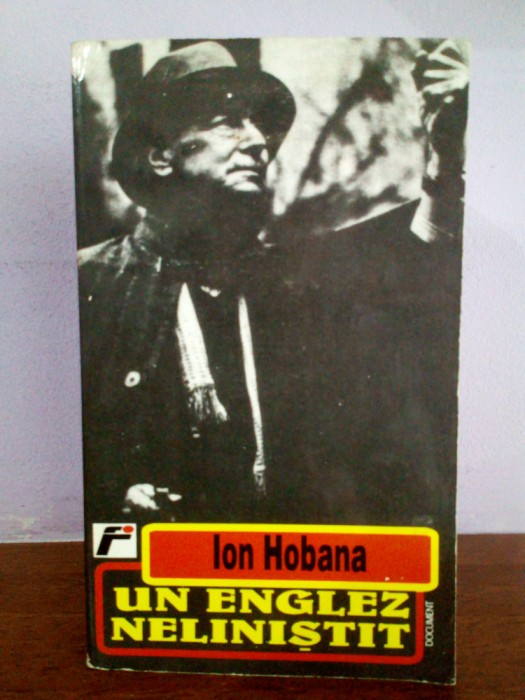 Ion Hobana
UN ENGLEZ
NELINIŞTIT
DOCUMENT